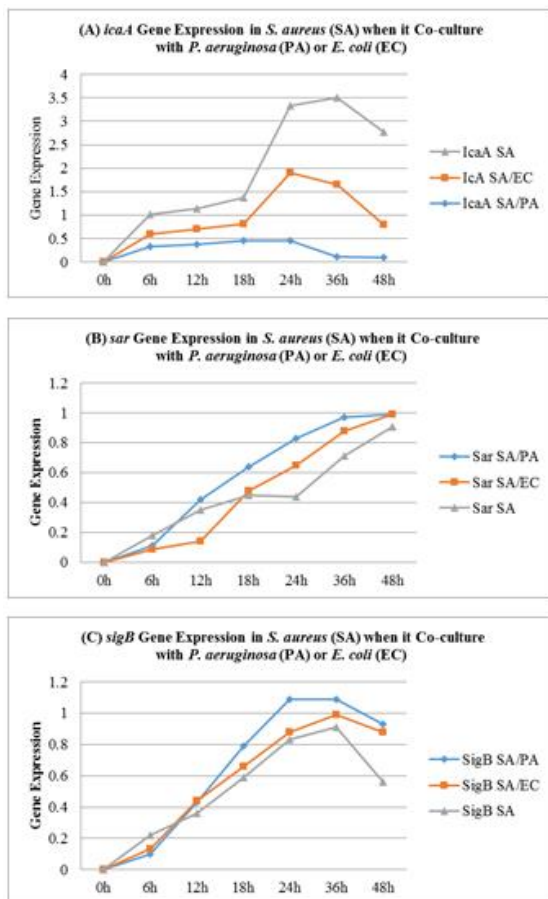 (A) icaA Gene Expression in S. aureus (SA) when it Co-culture
with P. aeruginosa (PA) or E. coli (EC)
Gene Expression
4
3.5
3
2.5
2
1.5
1
0.5
0
0h 6h 12h 18h 24h 36h 48h
IcaA SA
IcA SA/EC
IcaA SA/PA
(B) sar Gene Expression in S. aureus (SA) when it Co-culture
with P. aeruginosa (PA) or E. coli (EC)
Gene Expression
1.2
1
0.8
0.6
0.4
0.2
0
0h 6h 12h 18h 24h 36h 48h
Sar SA/PA
Sar SA/EC
Sar SA
(C) sigB Gene Expression in S. aureus (SA) when it Co-culture
with P. aeruginosa (PA) or E. coli (EC)
Gene Expression
1.2
1
0.8
0.6
0.4
0.2
0
0h 6h 12h 18h 24h 36h 48h
SigB SA/PA
SigB SA/EC
SigB SA